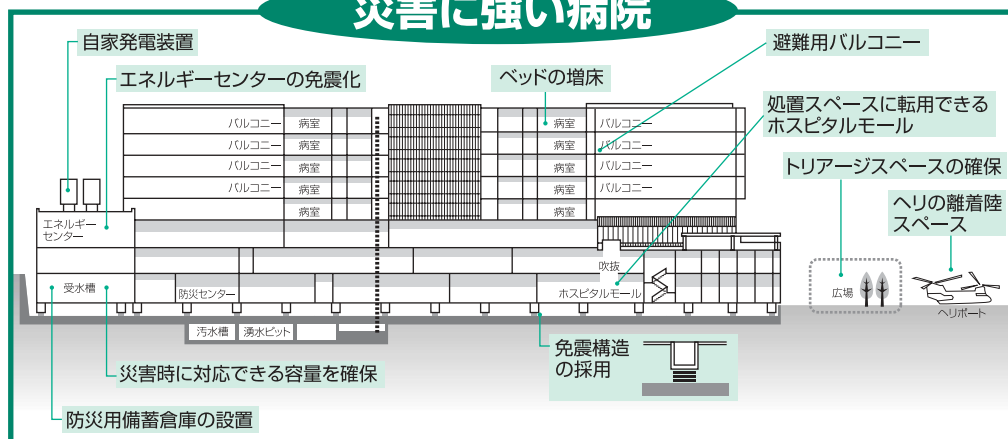 災害に強い病院
自家発電装置
避難用バルコニー
エネルギーセンターの免震化
ベッドの増床
処置スペースに転用できる
ホスピタルモール
バルコニー 病室 病室 バルコニー
バルコニー 病室 病室 バルコニー
バルコニー 病室 病室 バルコニー
バルコニー 病室 病室 バルコニー
病室 病室
トリアージスペースの確保
ヘリの離着陸
スペース
エネルギー
センター
吹抜
受水槽
防災センター
ホスピタルモール
広場
ヘリポート
汚水槽
湧水ピット
免震構造
の採用
災害時に対応できる容量を確保
防災用備蓄倉庫の設置